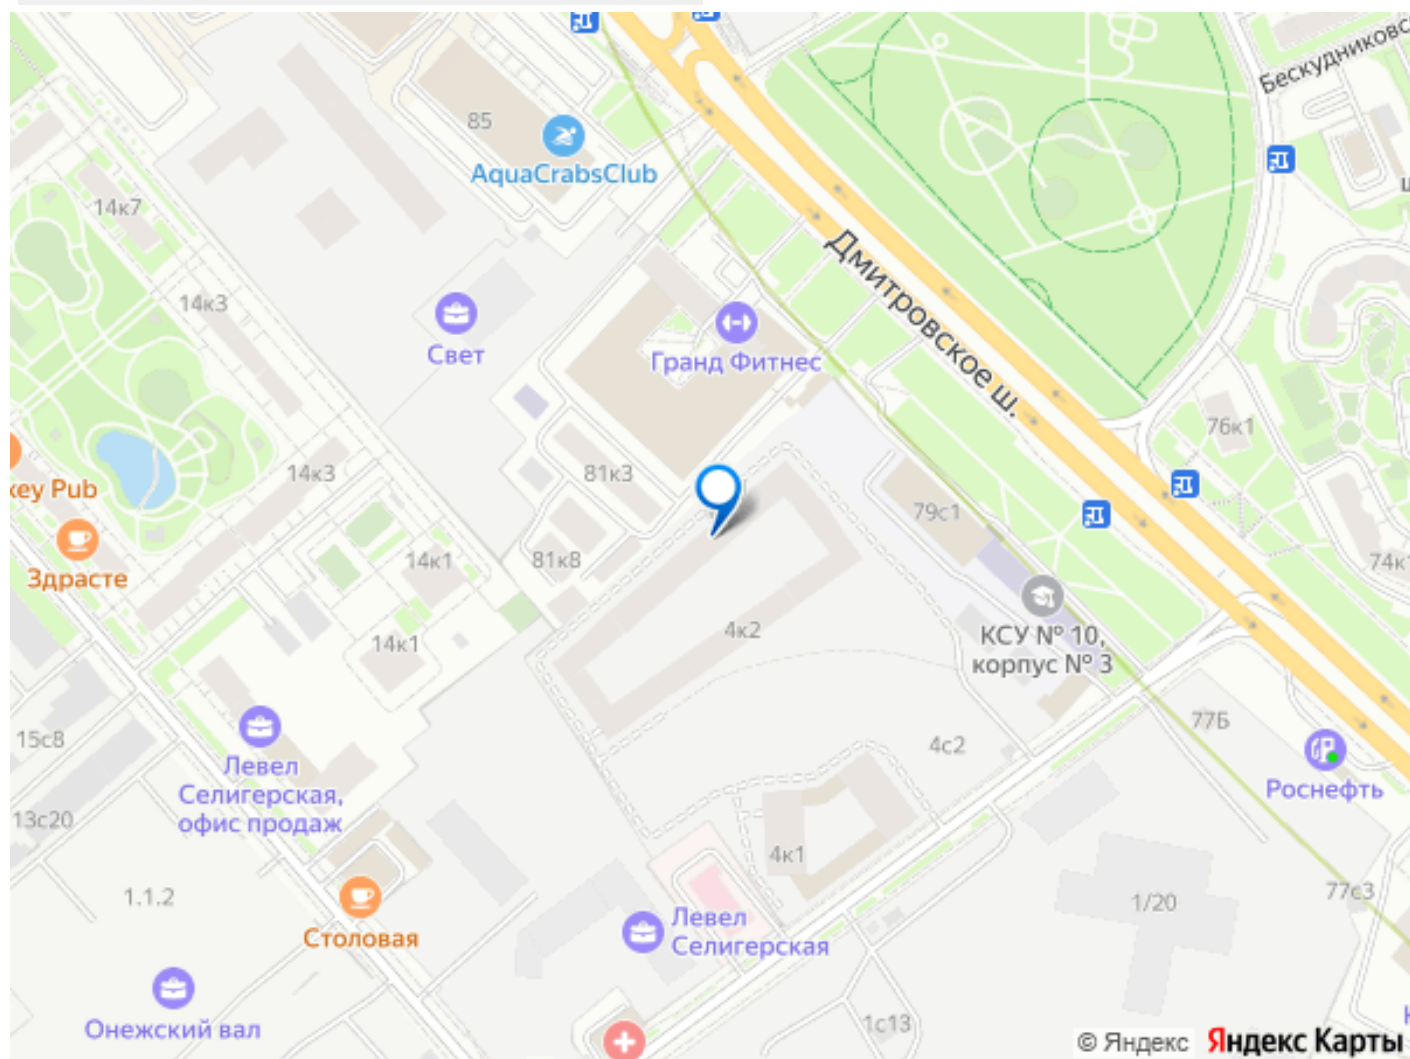 Бескудниковс
85
AquaCrabsClub
14к7
14к3
Свет
Гранд Фитнес
Дмитровское ш.
76к1
14к3
81к3
key Pub
79с1
Здрасте
14к1
81к8
74к1
14к1
4к2
КСУ № 10,
корпус № 3
15с8
77Б
Левел
Селигерская,
офис продаж
4с2
Роснефть
13с20
4к1
1.1.2
77с3
1/20
Столовая
Левел
Селигерская
Онежский вал
1с13
© Яндекс Яндекс Карты